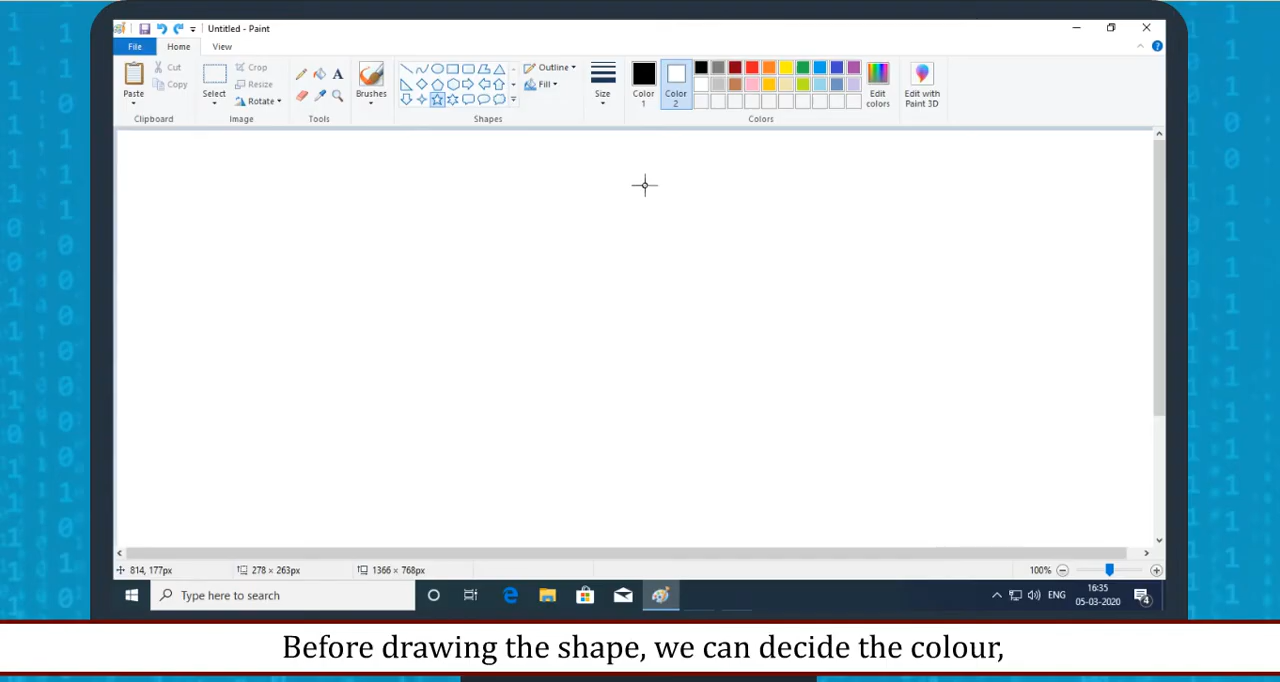 Untitled - Paint
File Home View
Paste
Cut
Copy
Clipboard
Select
Crop
Resize
Rotate
Image
Tools
Brushes
Outline
Fill
Shapes
Size
Color 1
Color 2
Edit colors
Colors
Edit with Paint 3D
814, 177px
278 × 263px
1366 × 768px
100%
Type here to search
ENG
16:35
05-03-2020
4
Before drawing the shape, we can decide the colour,